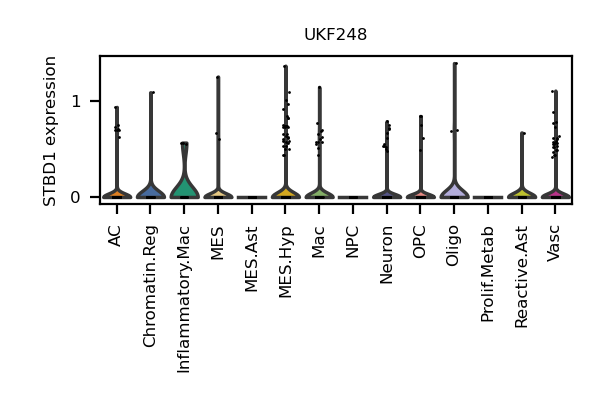 UKF248
STBD1 expression
1
0
AC
Chromatin.Reg
Inflammatory.Mac
MES
MES.Ast
MES.Hyp
Mac
NPC
Neuron
OPC
Oligo
Prolif.Metab
Reactive.Ast
Vasc